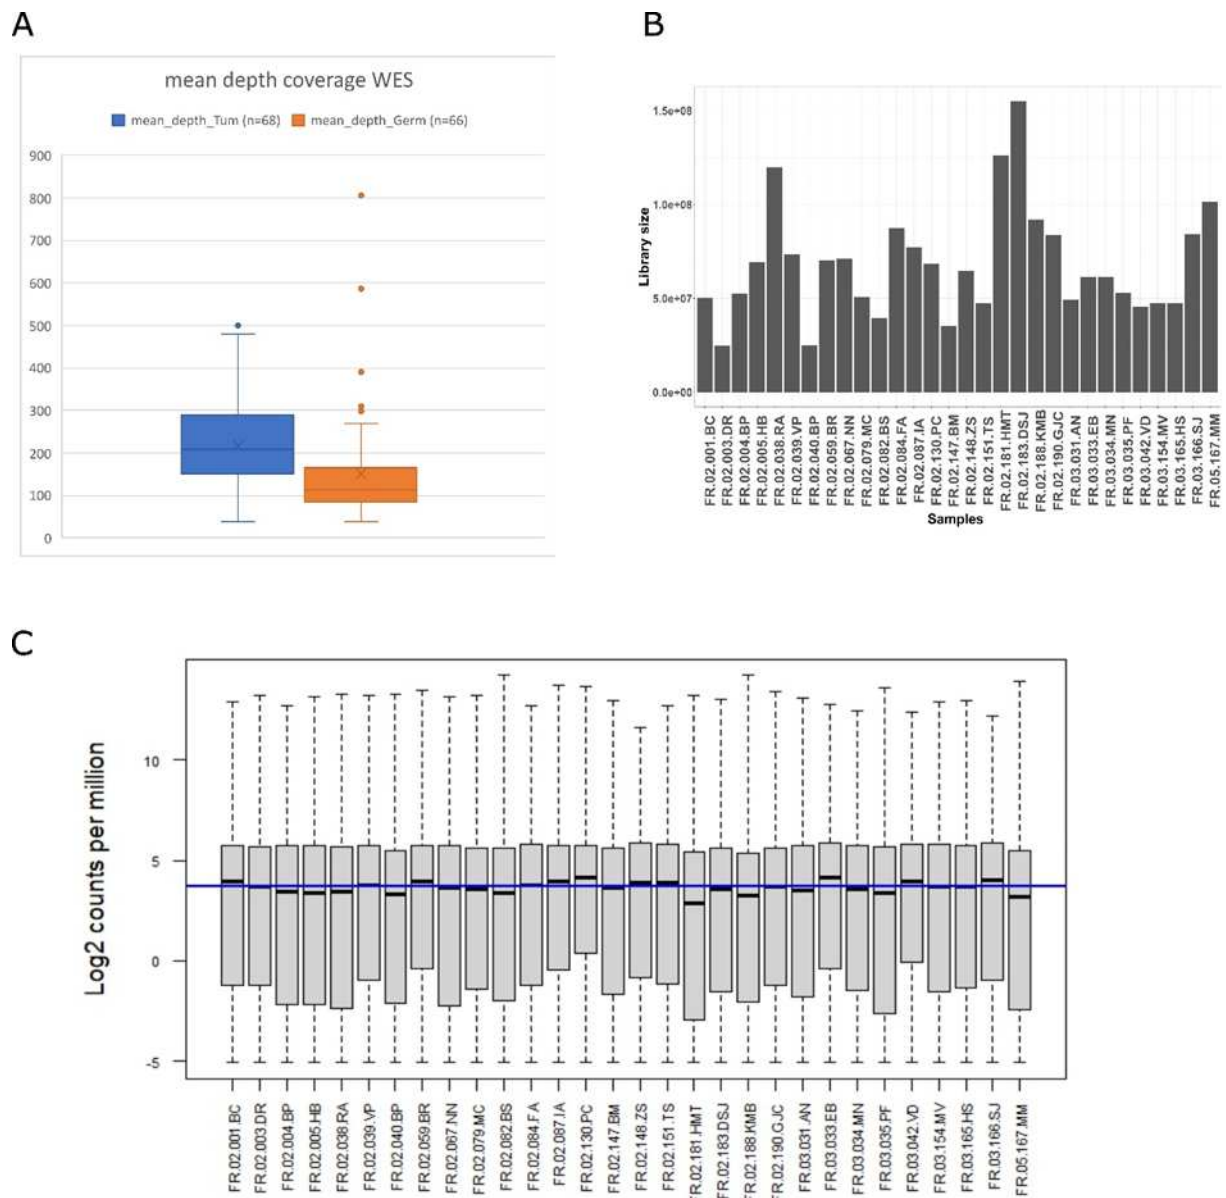 A
mean depth coverage WES
mean_depth_Tum (n=68) mean_depth_Germ (n=66)
900
800
700
600
500
400
300
200
100
0
B
Library size
1.5e+08
1.0e+08
5.0e+07
0.0e+00
FR.02.001.BC
FR.02.003.DR
FR.02.004.BP
FR.02.005.HB
FR.02.038.RA
FR.02.039.VP
FR.02.040.BP
FR.02.059.BR
FR.02.067.NN
FR.02.079.MC
FR.02.082.BS
FR.02.084.FA
FR.02.087.IA
FR.02.130.PC
FR.02.147.BM
FR.02.148.ZS
FR.02.151.TS
FR.02.181.HMT
FR.02.183.DSJ
FR.02.188.KMB
FR.02.190.GJC
FR.03.031.AN
FR.03.033.EB
FR.03.034.MN
FR.03.035.PF
FR.03.042.VD
FR.03.154.MV
FR.03.165.HS
FR.03.166.SJ
FR.05.167.MM
Samples
C
Log2 counts per million
10
5
0
-5
FR.02.001.BC
FR.02.003.DR
FR.02.004.BP
FR.02.005.HB
FR.02.038.RA
FR.02.039.VP
FR.02.040.BP
FR.02.059.BR
FR.02.067.NN
FR.02.079.MC
FR.02.082.BS
FR.02.084.FA
FR.02.087.IA
FR.02.130.PC
FR.02.147.BM
FR.02.148.ZS
FR.02.151.TS
FR.02.181.HMT
FR.02.183.DSJ
FR.02.188.KMB
FR.02.190.GJC
FR.03.031.AN
FR.03.033.EB
FR.03.034.MN
FR.03.035.PF
FR.03.042.VD
FR.03.154.MV
FR.03.165.HS
FR.03.166.SJ
FR.05.167.MM